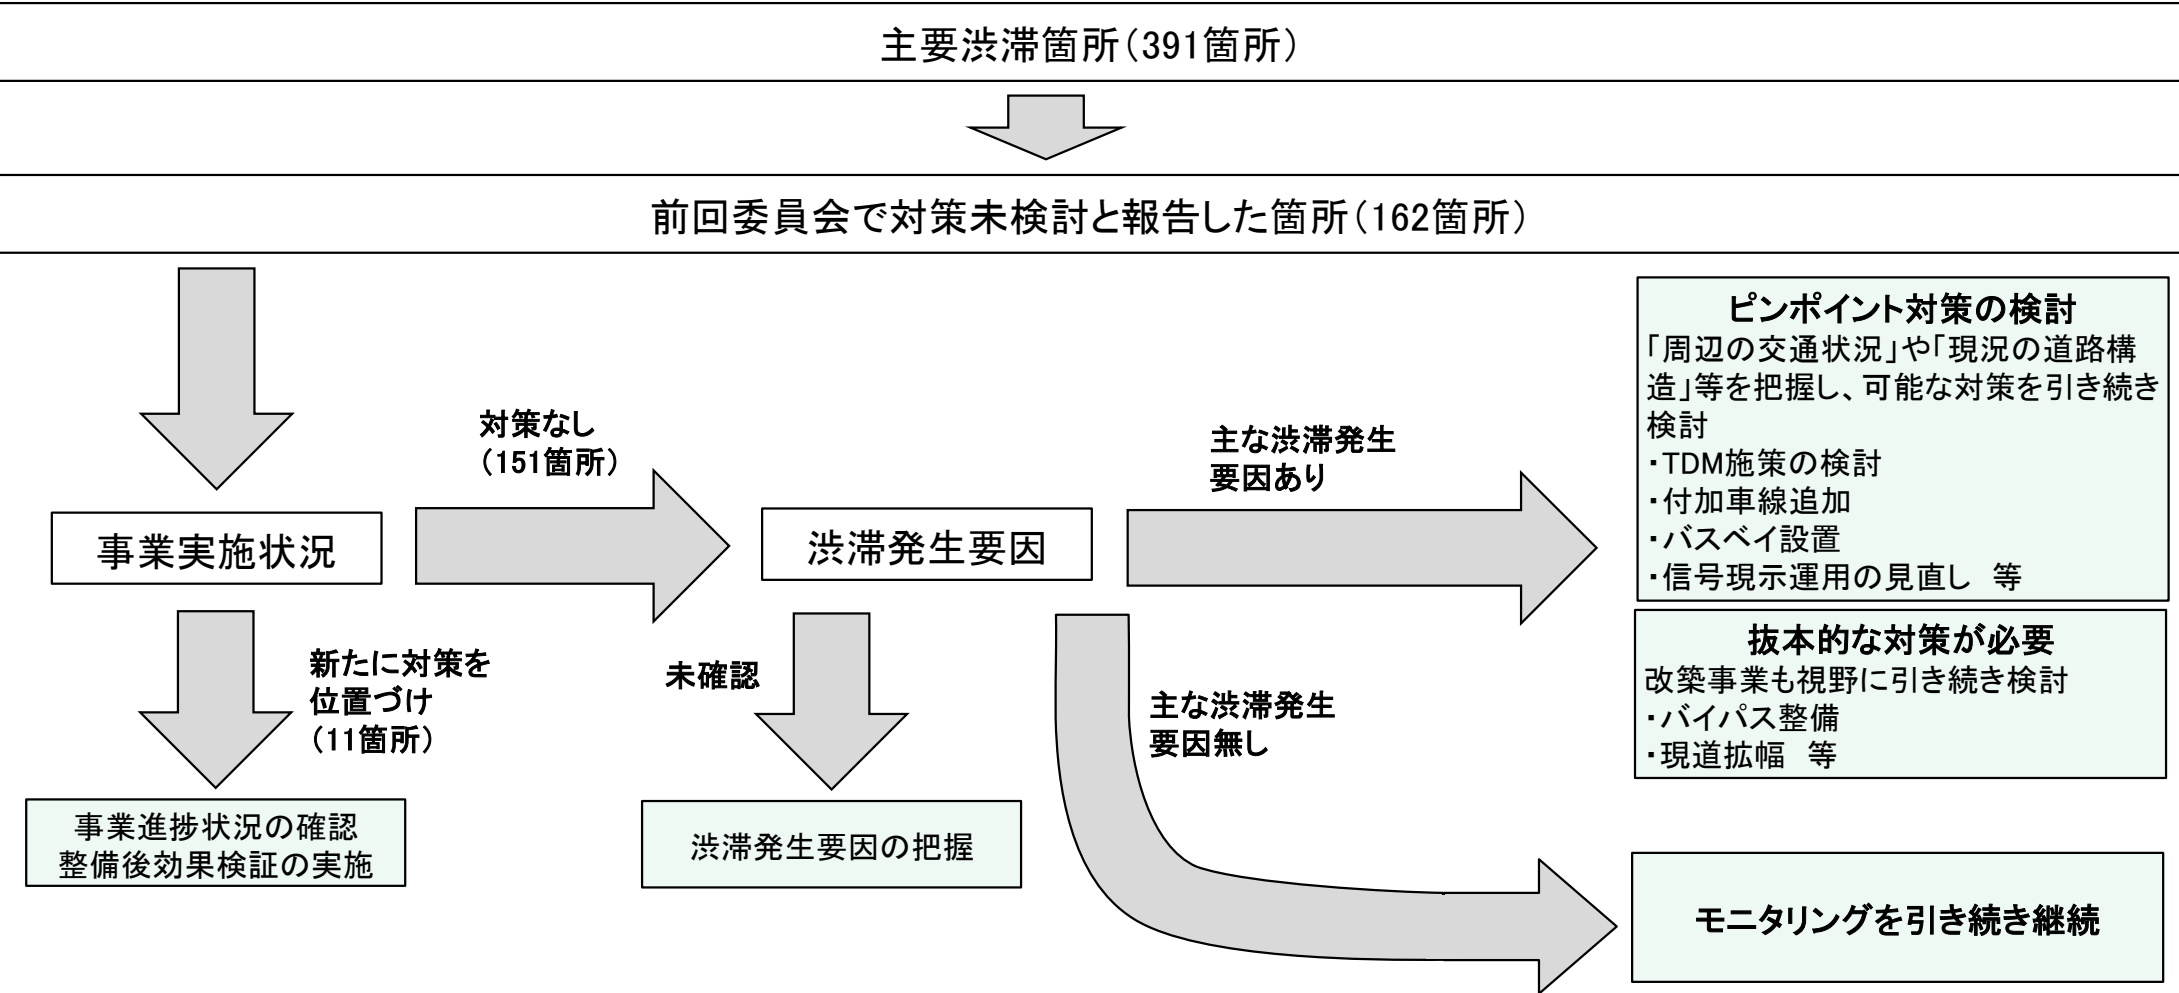 主要渋滞箇所（391箇所）
前回委員会で対策未検討と報告した箇所（162箇所）
事業実施状況
対策なし
（151箇所）
新たに対策を
位置づけ
（11箇所）
事業進捗状況の確認
整備後効果検証の実施
渋滞発生要因
未確認
渋滞発生要因の把握
主な渋滞発生
要因あり
主な渋滞発生
要因無し
ピンポイント対策の検討
「周辺の交通状況」や「現況の道路構
造」等を把握し、可能な対策を引き続き
検討
・TDM施策の検討
・付加車線追加
・バスベイ設置
・信号現示運用の見直し　等
抜本的な対策が必要
改築事業も視野に引き続き検討
・バイパス整備
・現道拡幅　等
モニタリングを引き続き継続